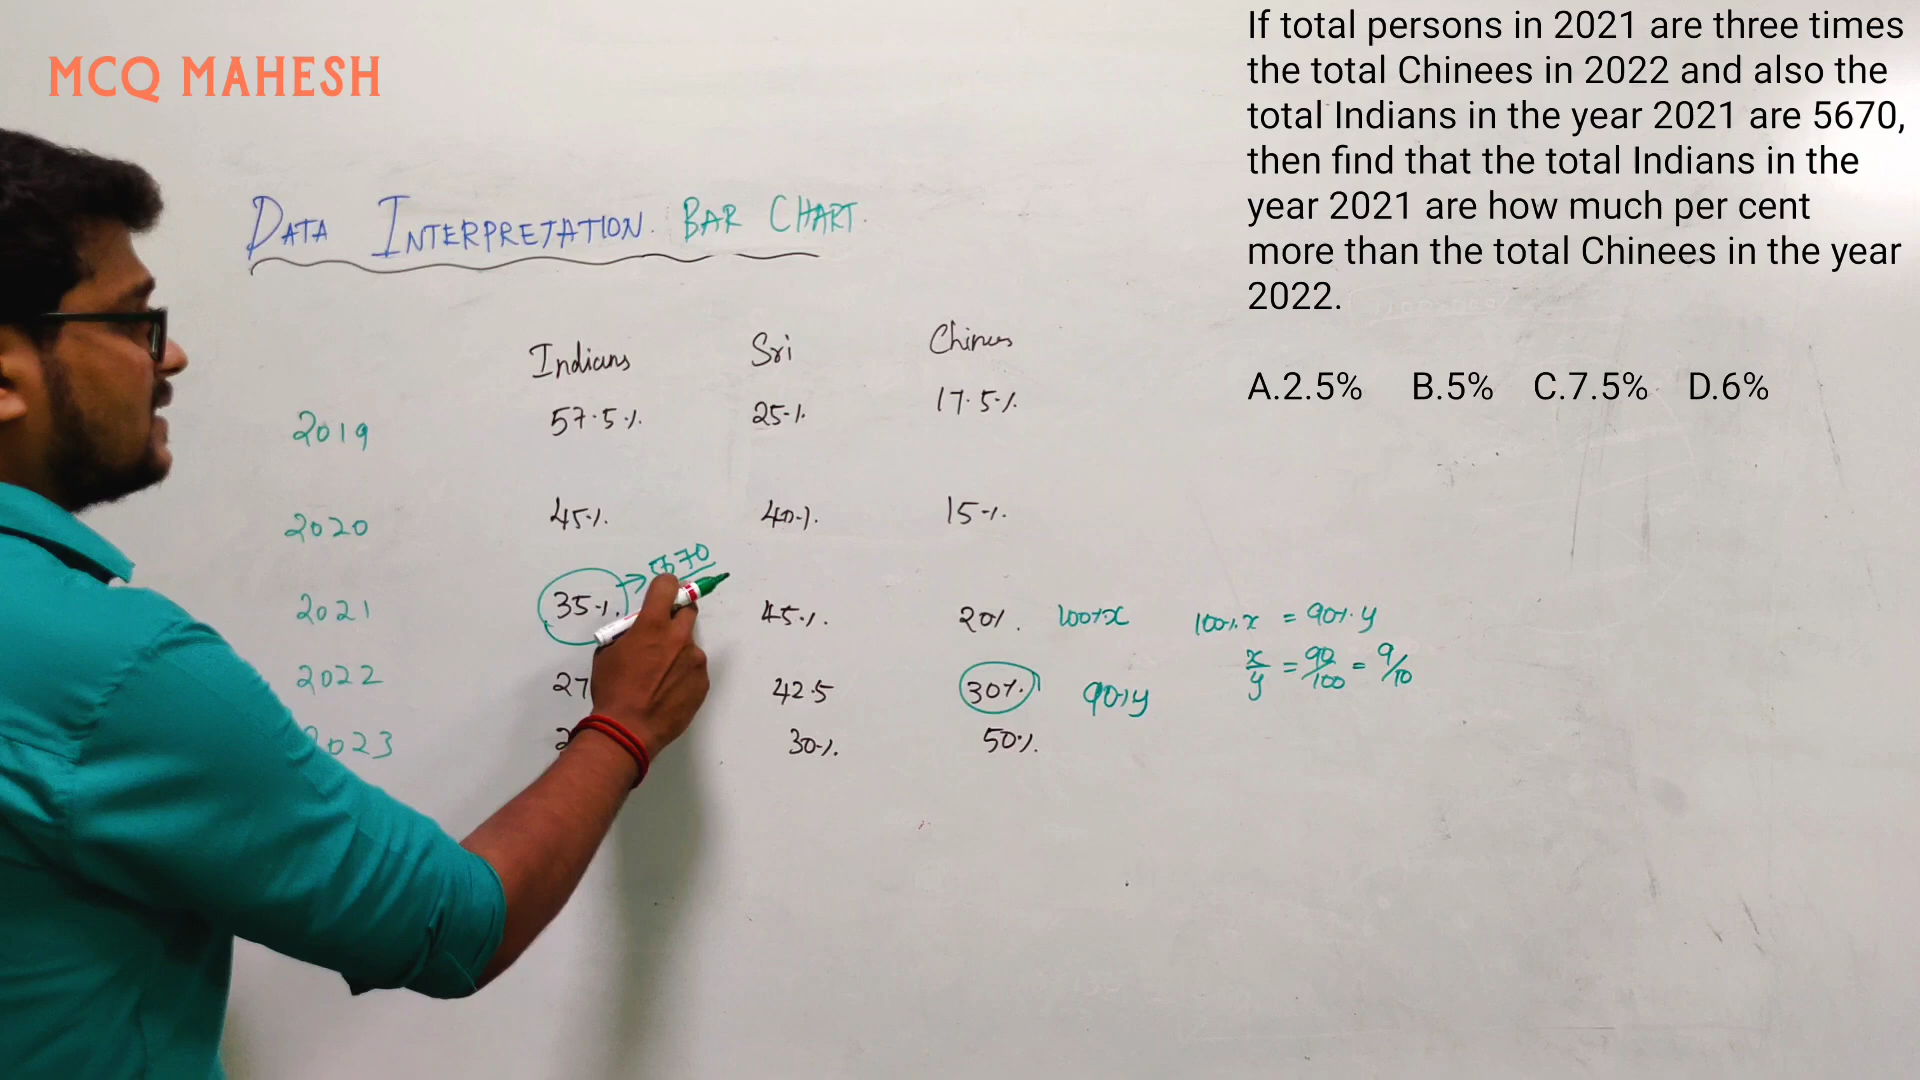 MCQ MAHESH
If total persons in 2021 are three times
the total Chinees in 2022 and also the
total Indians in the year 2021 are 5670,
then find that the total Indians in the
year 2021 are how much per cent
more than the total Chinees in the year
2022.
A.2.5% B.5% C.7.5% D.6%
DATA INTERPRETATION. BAR CHART.
Indians Sri Chinees
2019 57.5% 25% 17.5%
2020 45% 40% 15%
→ 5670
2021 35% 45% 20% 100%x 100%x = 90%y
2022 27 42.5 30% 90%y x/y = 90/100 = 9/10
2023 2 30% 50%